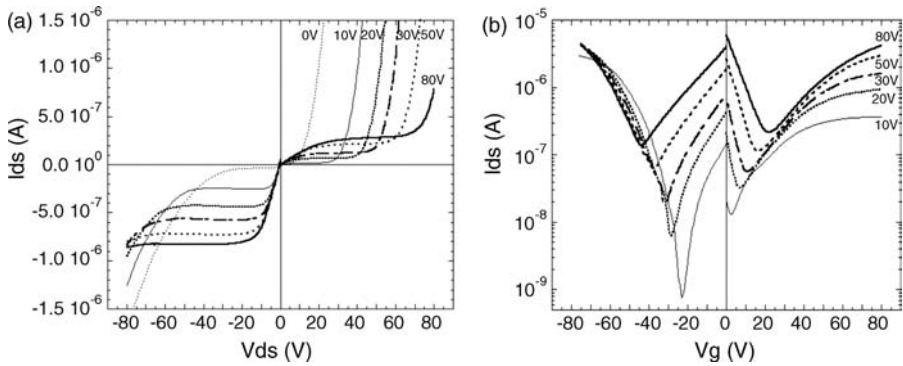 (a)
1.5 10⁻⁶
1.0 10⁻⁶
5.0 10⁻⁷
0.0 10⁰
-5.0 10⁻⁷
-1.0 10⁻⁶
-1.5 10⁻⁶
Ids (A)
0V
10V
20V
30V
50V
80V
-80 -60 -40 -20 0 20 40 60 80
Vds (V)
(b)
10⁻⁵
10⁻⁶
10⁻⁷
10⁻⁸
10⁻⁹
Ids (A)
80V
50V
30V
20V
10V
-80 -60 -40 -20 0 20 40 60 80
Vg (V)